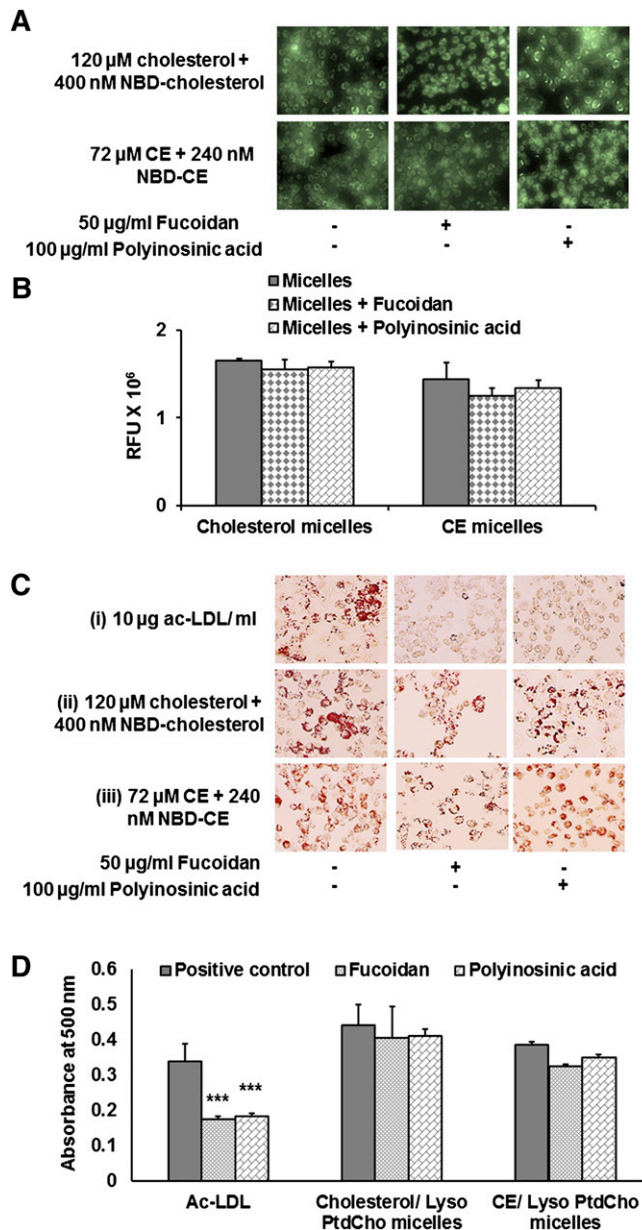 A
120 µM cholesterol +
400 nM NBD-cholesterol
72 µM CE + 240 nM
NBD-CE
50 µg/ml Fucoidan - + -
100 µg/ml Polyinosinic acid - - +
B
Micelles
Micelles + Fucoidan
Micelles + Polyinosinic acid
2
1
0
RFU X 10⁶
Cholesterol micelles
CE micelles
C
(i) 10 µg ac-LDL/ ml
(ii) 120 µM cholesterol +
400 nM NBD-cholesterol
(iii) 72 µM CE + 240
nM NBD-CE
50 µg/ml Fucoidan - + -
100 µg/ml Polyinosinic acid - - +
D
Positive control
Fucoidan
Polyinosinic acid
0.6
0.5
0.4
0.3
0.2
0.1
0
Absorbance at 500 nm
*** ***
Ac-LDL
Cholesterol/ Lyso
PtdCho micelles
CE/ Lyso PtdCho
micelles